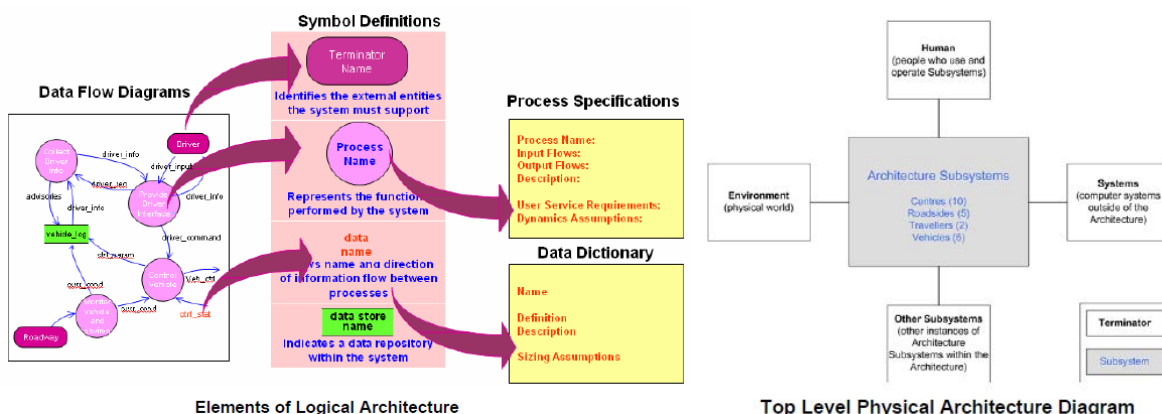 Symbol Definitions
Terminator
Name
Identifies the external entities
the system must support
Process
Name
Represents the function
performed by the system
data
name
name and direction
of information flow between
processes
data store
name
Indicates a data repository
within the system
Data Flow Diagrams
Driver
Collect
Driver
Info
driver_info
driver_input
driver_req
driver_info
advisories
driver_info
Provide
Driver
Interface
vehicle_log
driver_command
Control
Vehicle
ctrl_stat
Monitor
Vehicle
and
Roadway
Process Specifications
Process Name:
Input Flows:
Output Flows:
Description:
User Service Requirements:
Dynamics Assumptions:
Data Dictionary
Name
Definition
Description
Sizing Assumptions
Elements of Logical Architecture
Human
(people who use and
operate Subsystems)
Environment
(physical world)
Architecture Subsystems
Centres (10)
Roadsides (5)
Travellers (2)
Vehicles (6)
Systems
(computer systems
outside of the
Architecture)
Other Subsystems
(other instances of
Architecture
Subsystems within the
Architecture)
Terminator
Subsystem
Top Level Physical Architecture Diagram